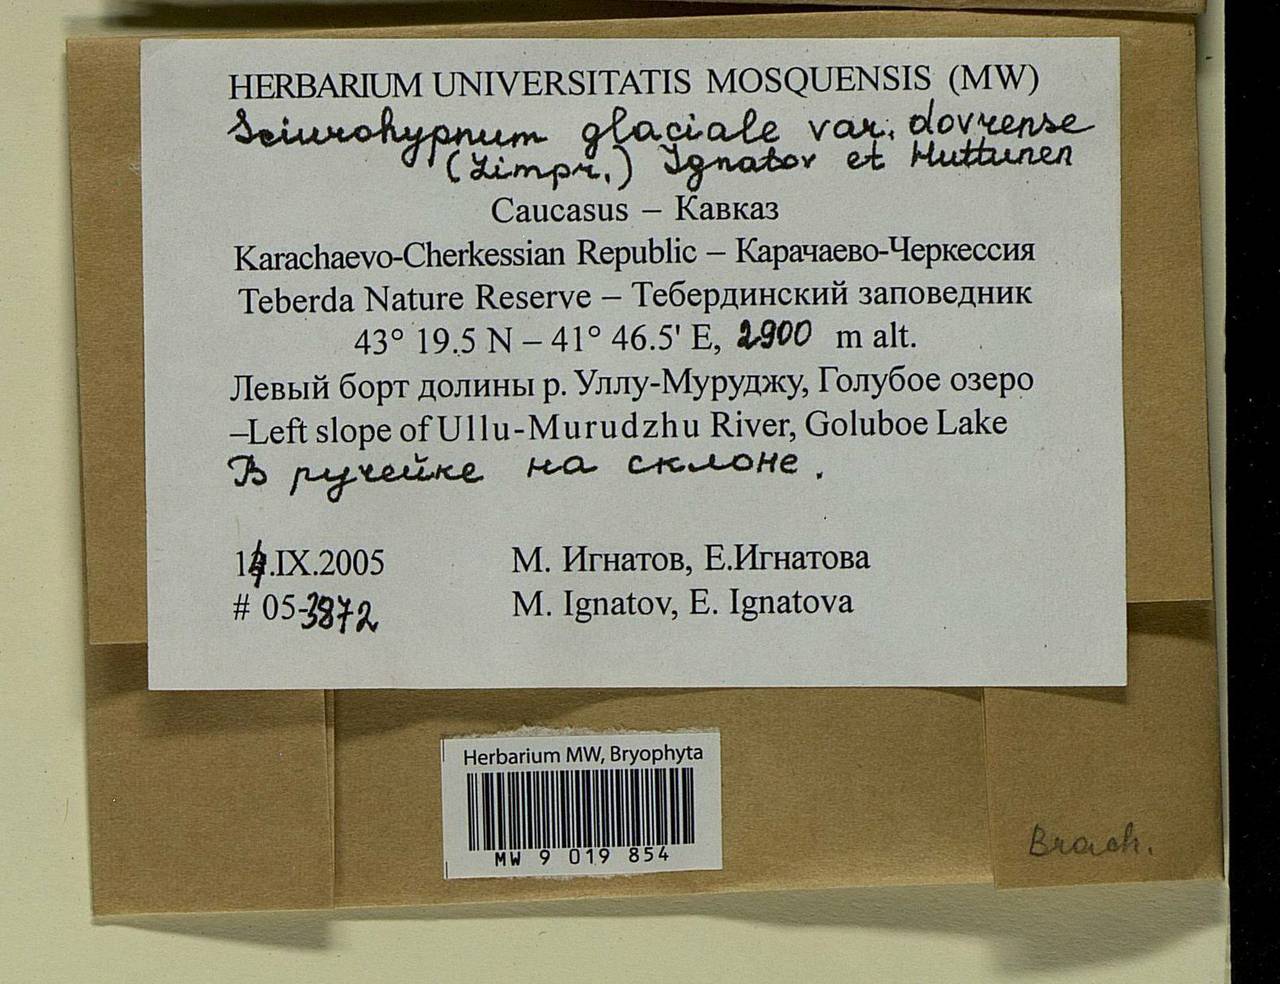 HERBARIUM UNIVERSITATIS MOSQUENSIS (MW)
Sciurohypnum glaciale var. dovrense
(Limpr.) Ignatov et Huttunen
Caucasus – Кавказ
Karachaevo-Cherkessian Republic – Карачаево-Черкессия
Teberda Nature Reserve – Тебердинский заповедник
43° 19.5 N – 41° 46.5' E, 2900 m alt.
Левый борт долины р. Уллу-Муруджу, Голубое озеро
–Left slope of Ullu-Murudzhu River, Goluboe Lake
В ручейке на склоне.
.IX.2005 М. Игнатов, Е.Игнатова
# 05-3872 M. Ignatov, E. Ignatova
Herbarium MW, Bryophyta
MW 9 019 854
Brach.